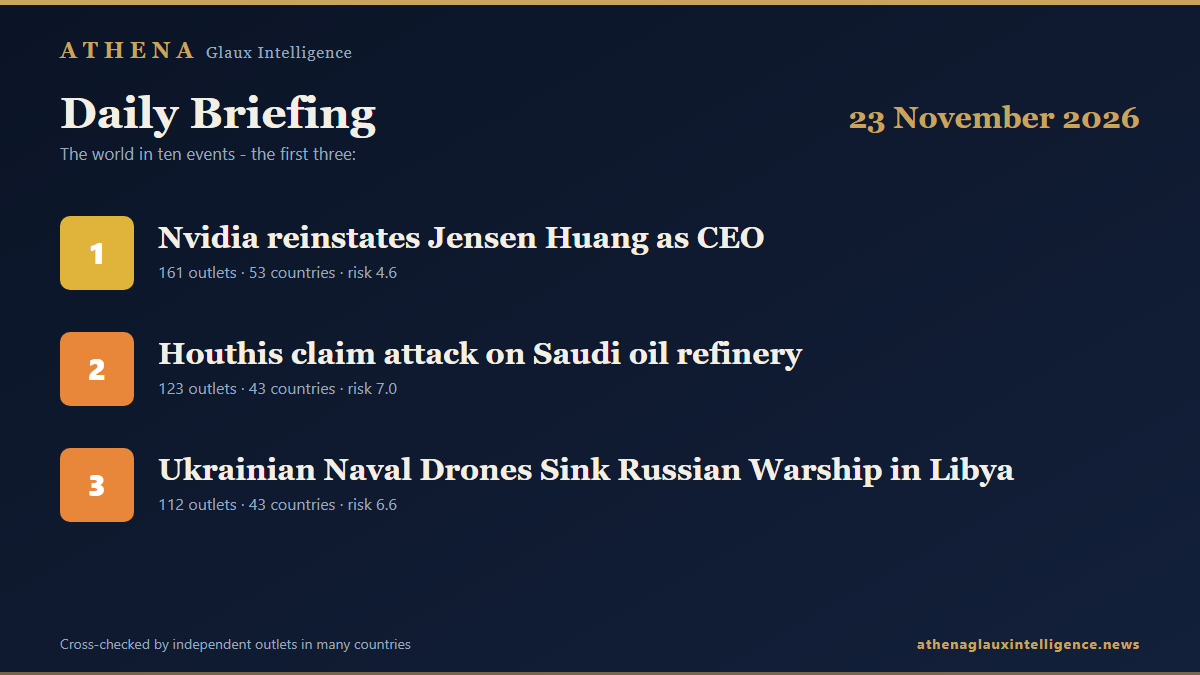 ATHENA Glaux Intelligence
Daily Briefing
23 November 2026
The world in ten events - the first three:
1
Nvidia reinstates Jensen Huang as CEO
161 outlets · 53 countries · risk 4.6
2
Houthis claim attack on Saudi oil refinery
123 outlets · 43 countries · risk 7.0
3
Ukrainian Naval Drones Sink Russian Warship in Libya
112 outlets · 43 countries · risk 6.6
Cross-checked by independent outlets in many countries
athenaglauxintelligence.news